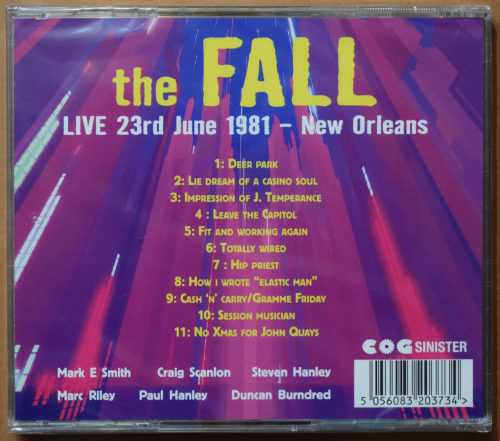 the FALL
LIVE 23rd June 1981 – New Orleans
1: Deer park
2: Lie dream of a casino soul
3: Impression of J. Temperance
4 : Leave the Capitol
5: Fit and working again
6: Totally wired
7 : Hip priest
8: How i wrote "elastic man"
9: Cash 'n' carry/Gramme Friday
10: Session musician
11: No Xmas for John Quays
COG SINISTER
Mark E Smith Craig Scanlon Steven Hanley
Marc Riley Paul Hanley Duncan Burndred
5 056083 203734 >